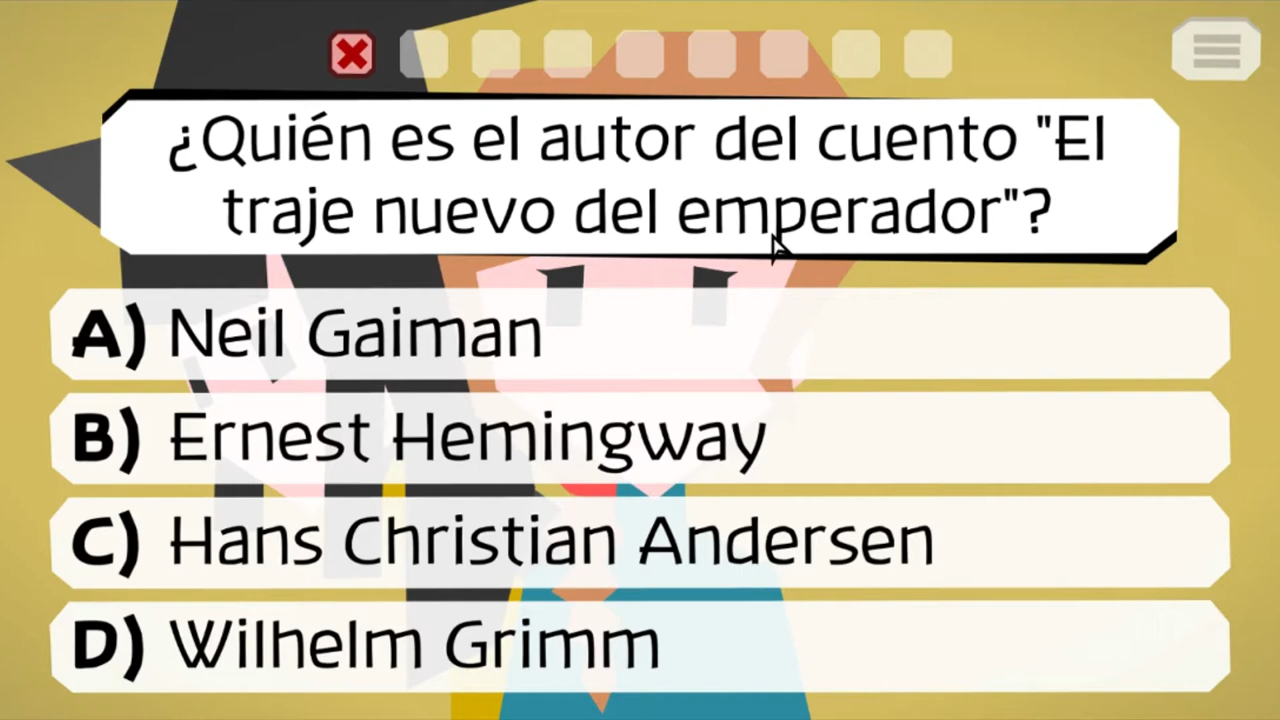 ¿Quién es el autor del cuento "El
traje nuevo del emperador"?
A) Neil Gaiman
B) Ernest Hemingway
C) Hans Christian Andersen
D) Wilhelm Grimm